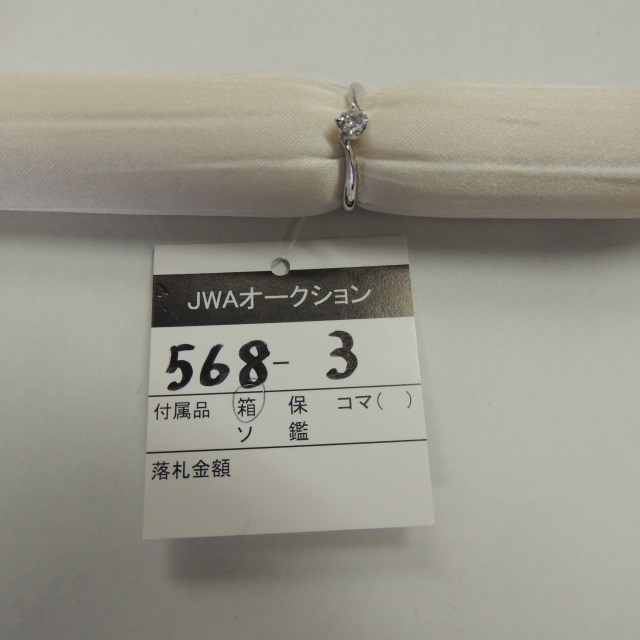 JWAオークション
568-3
付属品 箱 保 コマ( )
ソ 鑑
落札金額